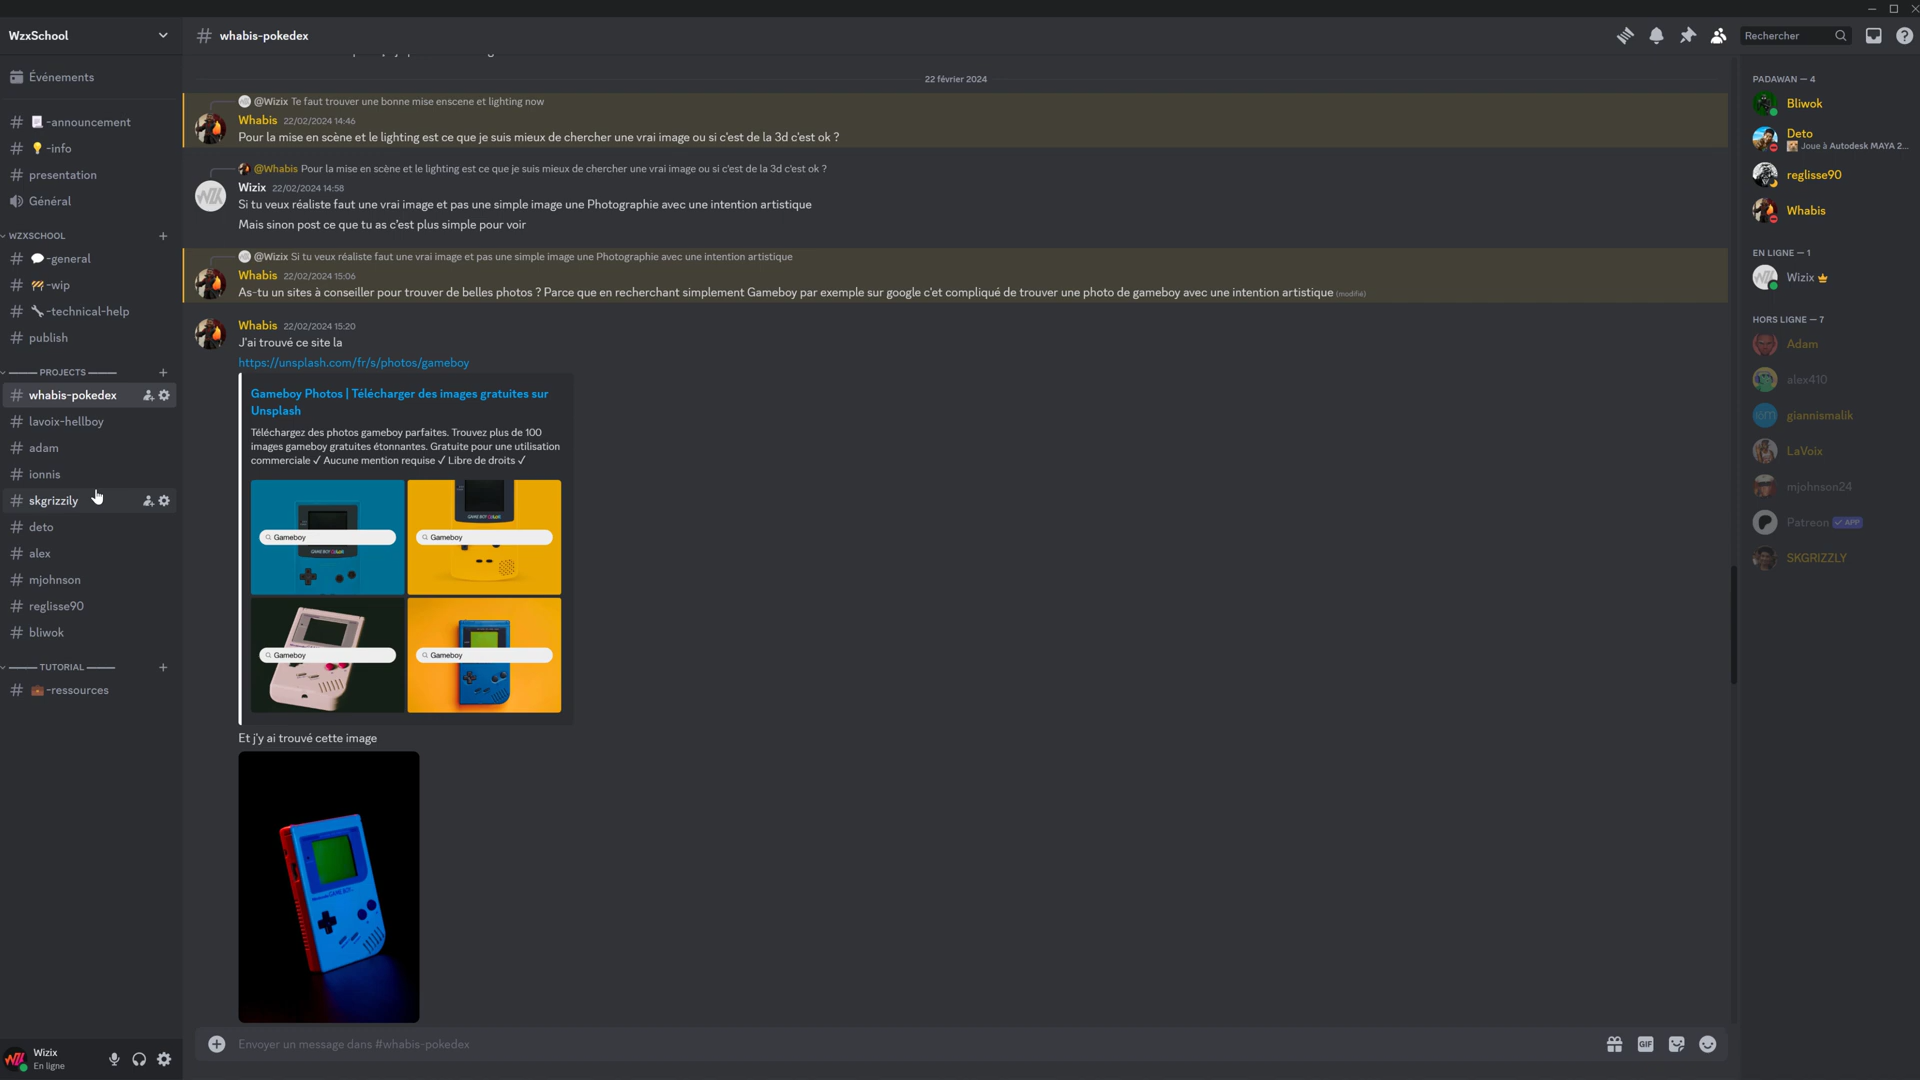 WzxSchool
Événements
-announcement
-info
presentation
Général
WZXSCHOOL
-general
-wip
-technical-help
publish
PROJECTS
whabis-pokedex
lavoix-hellboy
adam
ionnis
skgrizzily
deto
alex
mjohnson
reglisse90
bliwok
TUTORIAL
-ressources
Wizix
En ligne
whabis-pokedex
Rechercher
22 février 2024
@Wizix Te faut trouver une bonne mise enscene et lighting now
Whabis 22/02/2024 14:46
Pour la mise en scène et le lighting est ce que je suis mieux de chercher une vrai image ou si c'est de la 3d c'est ok ?
@Whabis Pour la mise en scène et le lighting est ce que je suis mieux de chercher une vrai image ou si c'est de la 3d c'est ok ?
Wizix 22/02/2024 14:58
Si tu veux réaliste faut une vrai image et pas une simple image une Photographie avec une intention artistique
Mais sinon post ce que tu as c'est plus simple pour voir
@Wizix Si tu veux réaliste faut une vrai image et pas une simple image une Photographie avec une intention artistique
Whabis 22/02/2024 15:06
As-tu un sites à conseiller pour trouver de belles photos ? Parce que en recherchant simplement Gameboy par exemple sur google c'et compliqué de trouver une photo de gameboy avec une intention artistique (modifié)
Whabis 22/02/2024 15:20
J'ai trouvé ce site la
https://unsplash.com/fr/s/photos/gameboy
Gameboy Photos | Télécharger des images gratuites sur
Unsplash
Téléchargez des photos gameboy parfaites. Trouvez plus de 100
images gameboy gratuites étonnantes. Gratuite pour une utilisation
commerciale ✓ Aucune mention requise ✓ Libre de droits ✓
Gameboy
GAME BOY COLOR
Gameboy
GAME BOY COLOR
Gameboy
Gameboy
Et j'y ai trouvé cette image
Nintendo GAME BOY
Envoyer un message dans #whabis-pokedex
GIF
PADAWAN — 4
Bliwok
Deto
Joue à Autodesk MAYA 2...
reglisse90
Whabis
EN LIGNE — 1
Wizix
HORS LIGNE — 7
Adam
alex410
giannismalik
LaVoix
mjohnson24
Patreon ✓ APP
SKGRIZZLY